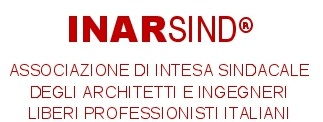 INARSIND®
ASSOCIAZIONE DI INTESA SINDACALE
DEGLI ARCHITETTI E INGEGNERI
LIBERI PROFESSIONISTI ITALIANI